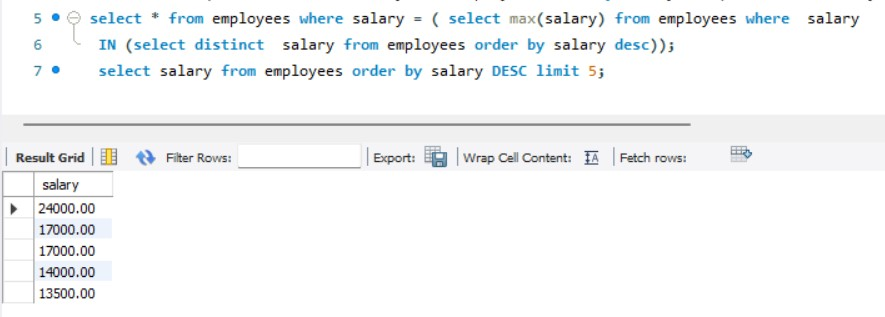 5 select * from employees where salary = ( select max(salary) from employees where  salary
6 IN (select distinct  salary from employees order by salary desc));
7 select salary from employees order by salary DESC limit 5;
Result Grid Filter Rows: Export: Wrap Cell Content: IA Fetch rows:
salary
24000.00
17000.00
17000.00
14000.00
13500.00